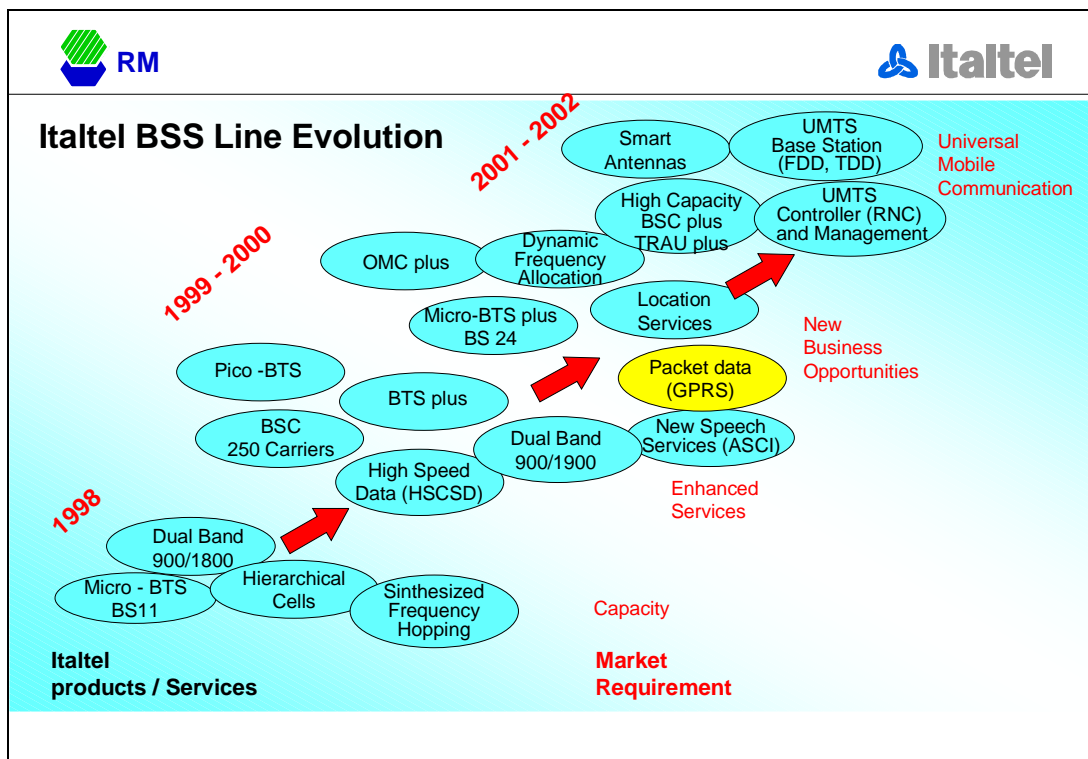 RM
Italtel
Italtel BSS Line Evolution
2001 - 2002
1999 - 2000
1998
Smart
Antennas
UMTS
Base Station
(FDD, TDD)
Universal
Mobile
Communication
High Capacity
BSC plus
TRAU plus
UMTS
Controller (RNC)
and Management
OMC plus
Dynamic
Frequency
Allocation
Micro-BTS plus
BS 24
Location
Services
New
Business
Opportunities
Pico -BTS
BTS plus
Packet data
(GPRS)
BSC
250 Carriers
High Speed
Data (HSCSD)
Dual Band
900/1900
New Speech
Services (ASCI)
Enhanced
Services
Dual Band
900/1800
Micro - BTS
BS11
Hierarchical
Cells
Sinthesized
Frequency
Hopping
Capacity
Italtel
products / Services
Market
Requirement